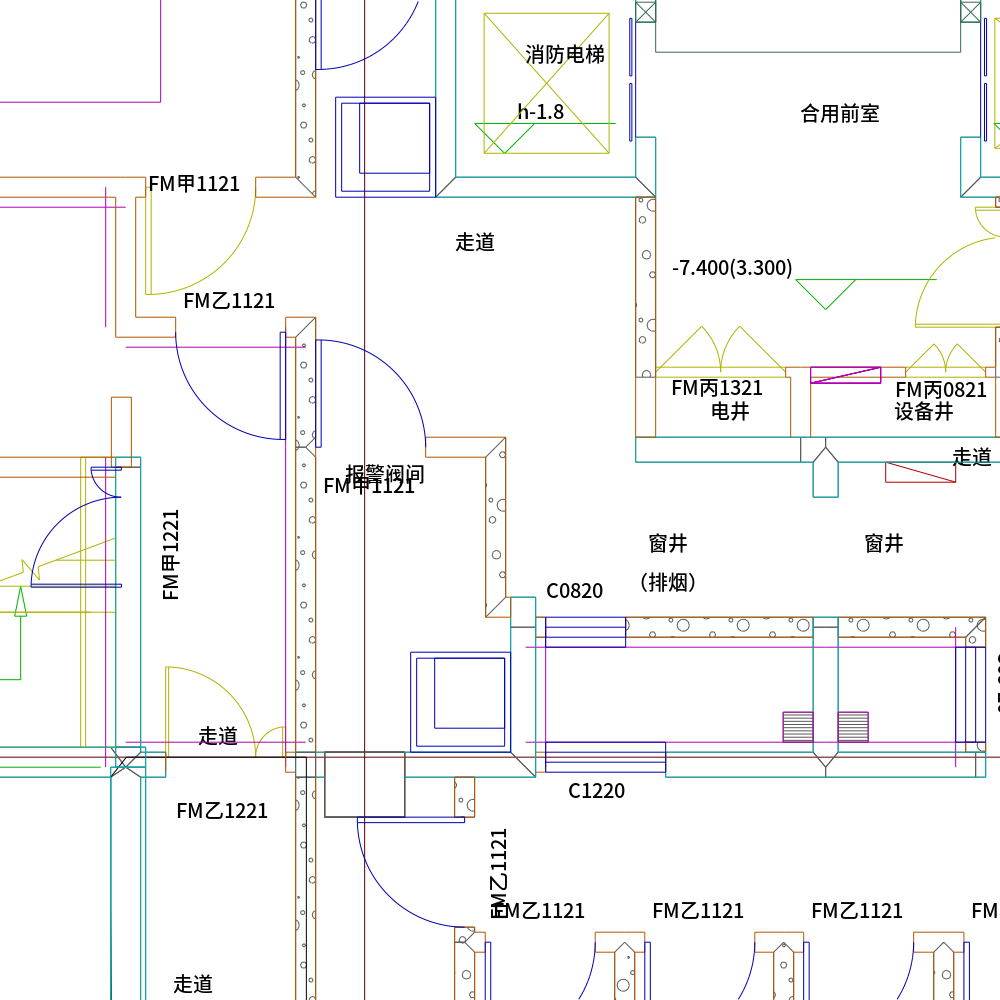 消防电梯
h-1.8
合用前室
FM甲1121
走道
-7.400(3.300)
FM乙1121
FM丙1321
电井
FM丙0821
设备井
走道
报警阀间
FM甲1121
FM甲1221
窗井
窗井
（排烟）
C0820
走道
C1220
FM乙1221
FM乙1121
FM乙1121
FM乙1121
FM乙1121
FM
走道